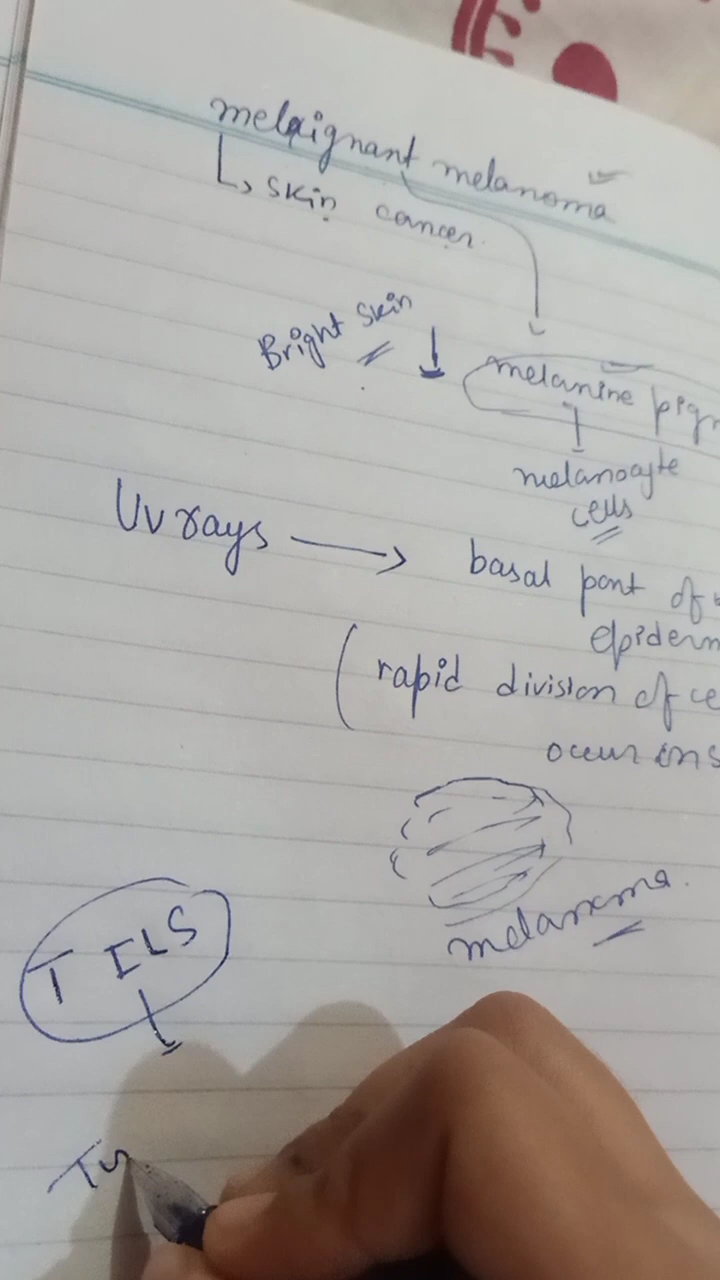 melaignant melanoma
↳ skin cancer.
Bright skin ↓
melanine pig
melanocyte
cells
Uv rays → basal part of
epiderm
(rapid division of ce
occur in s
melanoma.
TILS
Tu